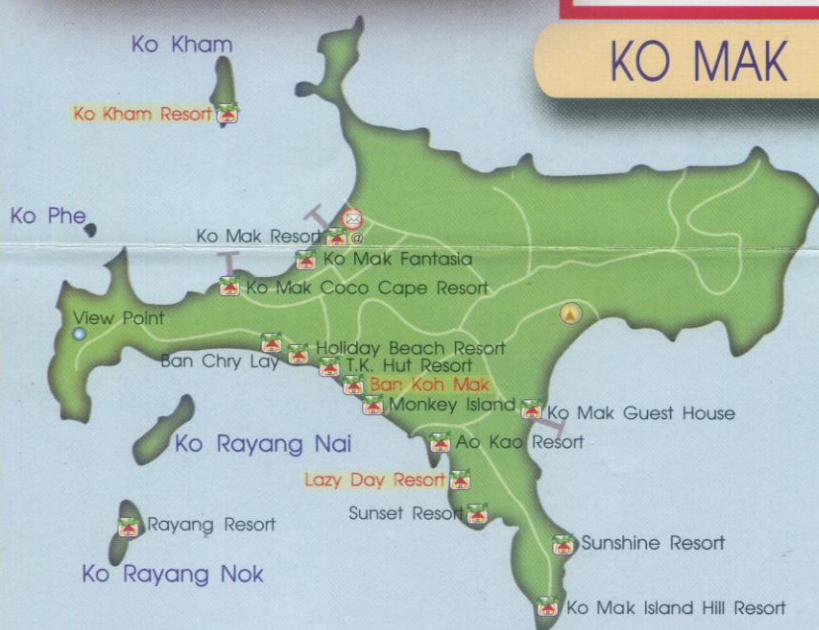 KO MAK
Ko Kham
Ko Kham Resort
Ko Phe
Ko Mak Resort
@
Ko Mak Fantasia
Ko Mak Coco Cape Resort
View Point
Holiday Beach Resort
Ban Chry Lay
T.K. Hut Resort
Ban Koh Mak
Monkey Island
Ko Mak Guest House
Ko Rayang Nai
Ao Kao Resort
Lazy Day Resort
Sunset Resort
Rayang Resort
Sunshine Resort
Ko Rayang Nok
Ko Mak Island Hill Resort